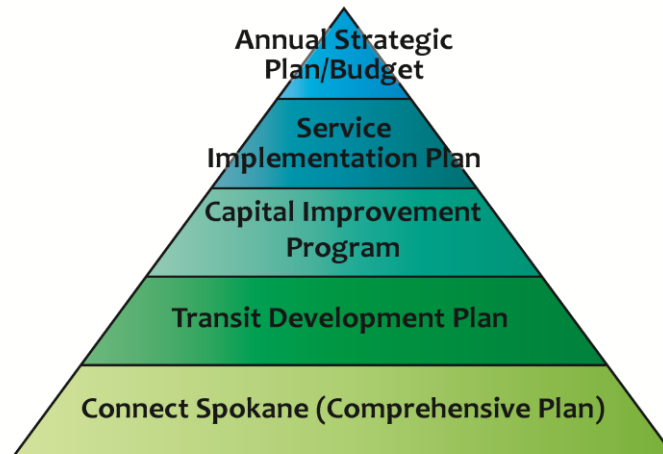 Annual Strategic
Plan/Budget
Service
Implementation Plan
Capital Improvement
Program
Transit Development Plan
Connect Spokane (Comprehensive Plan)